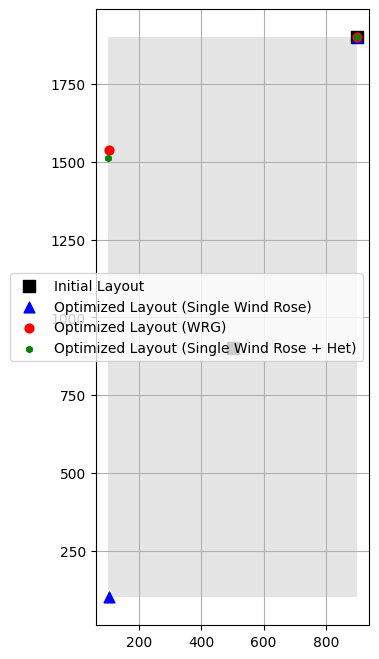 1750
1500
1250
Initial Layout
Optimized Layout (Single Wind Rose)
1000
Optimized Layout (WRG)
Optimized Layout (Single Wind Rose + Het)
750
500
250
200 400 600 800